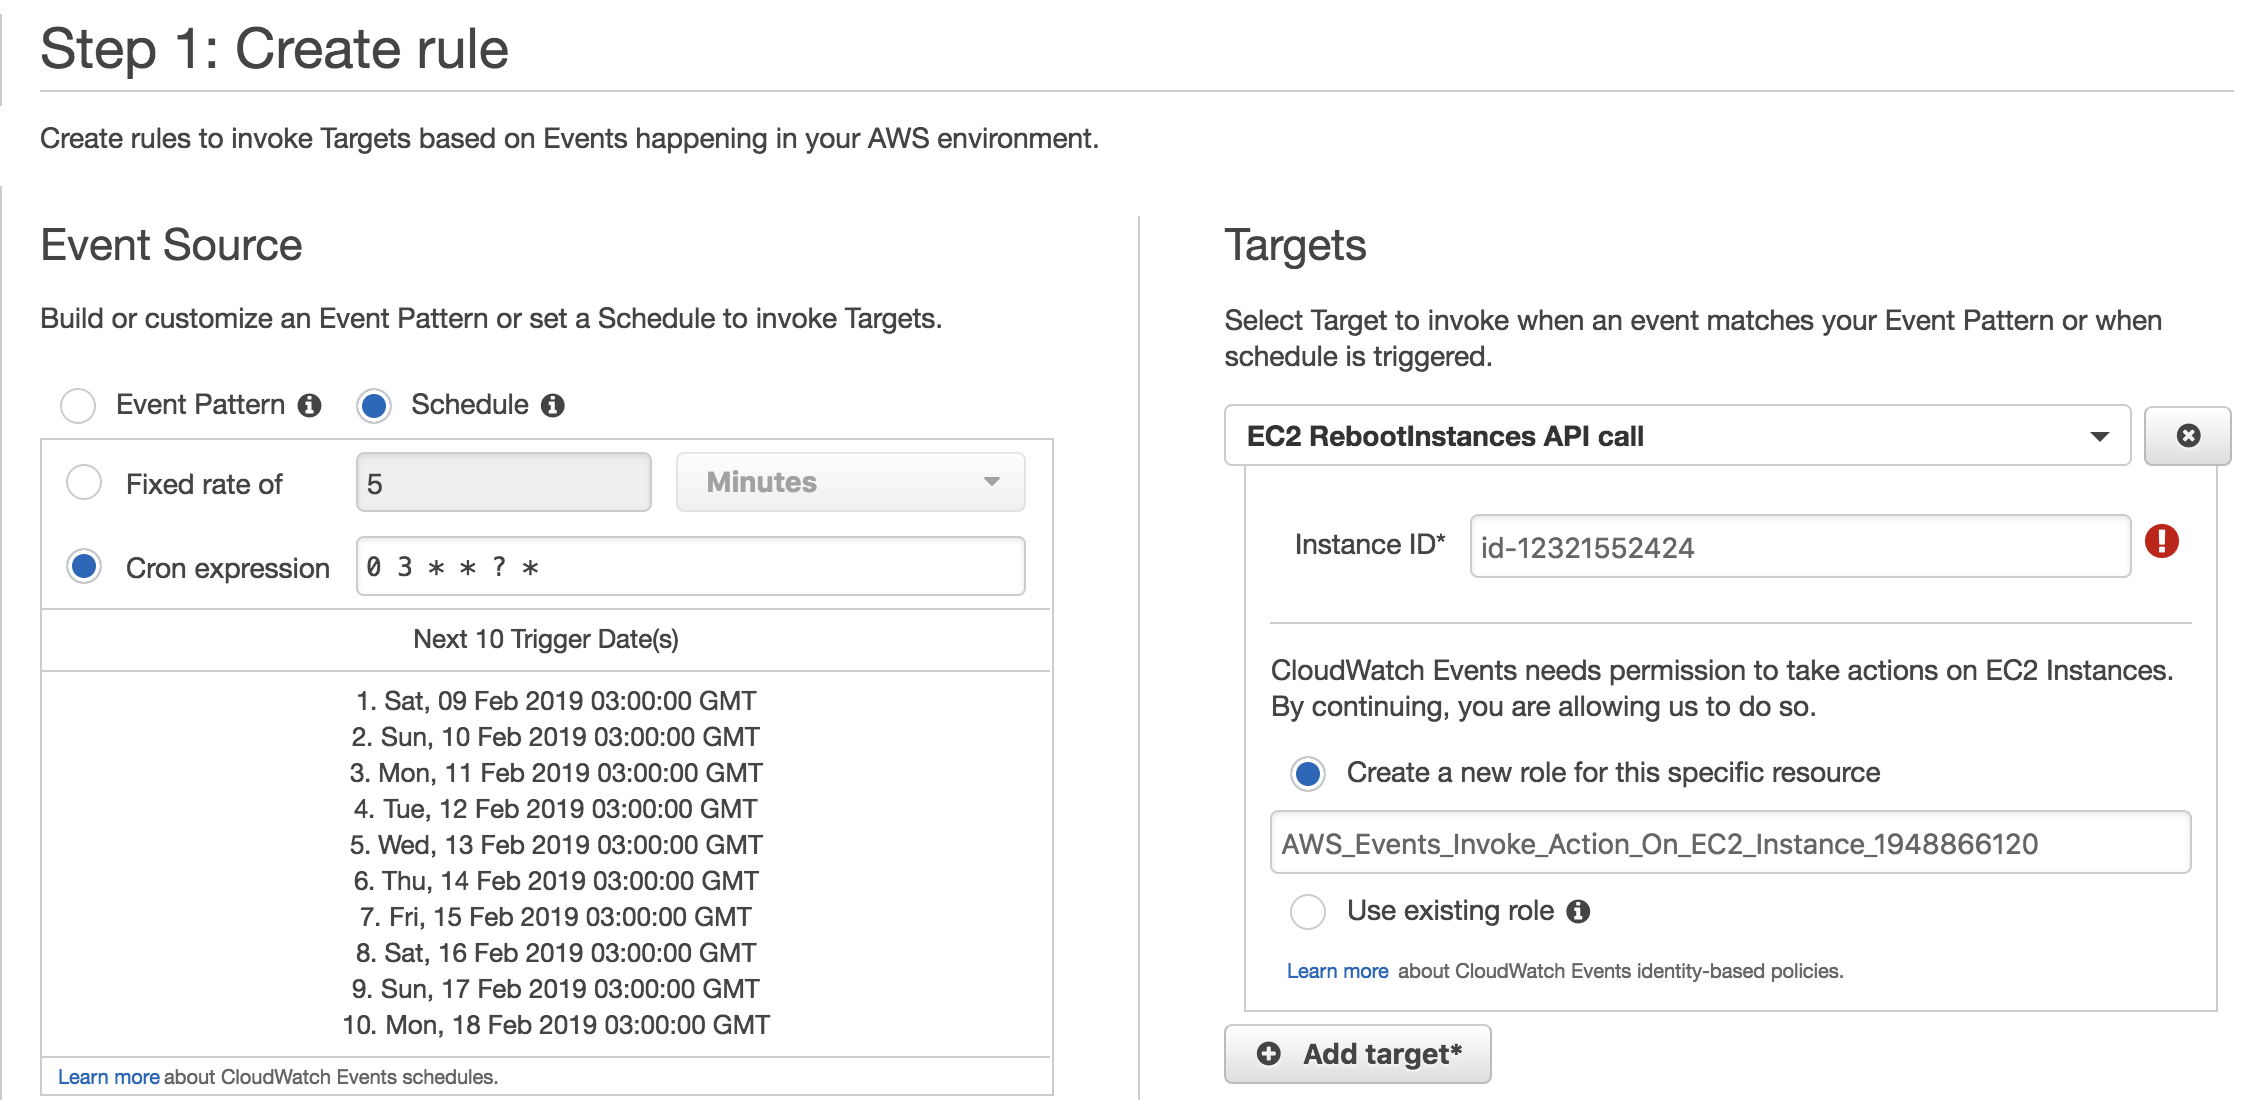 Step 1: Create rule
Create rules to invoke Targets based on Events happening in your AWS environment.
Event Source
Build or customize an Event Pattern or set a Schedule to invoke Targets.
Event Pattern
Schedule
Fixed rate of
5
Minutes
Cron expression
0 3 * * ? *
Next 10 Trigger Date(s)
1. Sat, 09 Feb 2019 03:00:00 GMT
2. Sun, 10 Feb 2019 03:00:00 GMT
3. Mon, 11 Feb 2019 03:00:00 GMT
4. Tue, 12 Feb 2019 03:00:00 GMT
5. Wed, 13 Feb 2019 03:00:00 GMT
6. Thu, 14 Feb 2019 03:00:00 GMT
7. Fri, 15 Feb 2019 03:00:00 GMT
8. Sat, 16 Feb 2019 03:00:00 GMT
9. Sun, 17 Feb 2019 03:00:00 GMT
10. Mon, 18 Feb 2019 03:00:00 GMT
Learn more about CloudWatch Events schedules.
Targets
Select Target to invoke when an event matches your Event Pattern or when
schedule is triggered.
EC2 RebootInstances API call
Instance ID*
id-12321552424
CloudWatch Events needs permission to take actions on EC2 Instances.
By continuing, you are allowing us to do so.
Create a new role for this specific resource
AWS_Events_Invoke_Action_On_EC2_Instance_1948866120
Use existing role
Learn more about CloudWatch Events identity-based policies.
Add target*